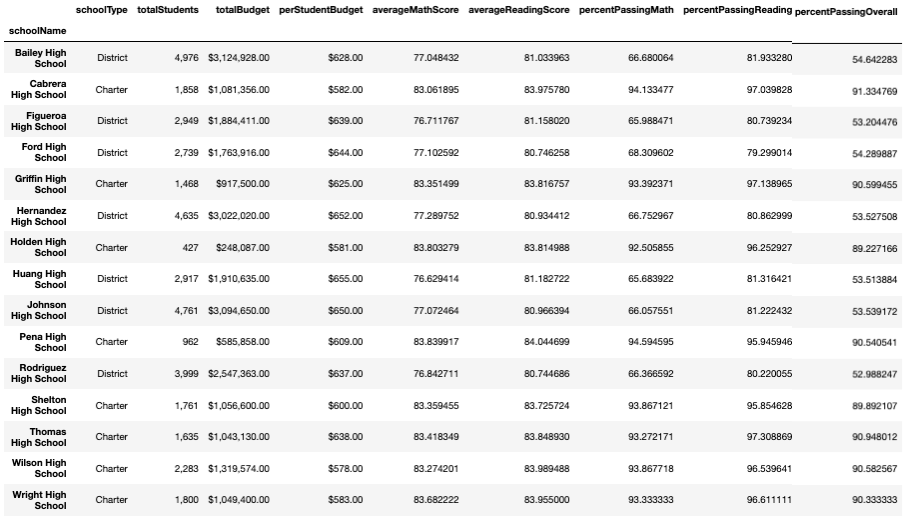 schoolType totalStudents totalBudget perStudentBudget averageMathScore averageReadingScore percentPassingMath percentPassingReading percentPassingOverall
schoolName
Bailey High School District 4,976 $3,124,928.00 $628.00 77.048432 81.033963 66.680064 81.933280 54.642283
Cabrera High School Charter 1,858 $1,081,356.00 $582.00 83.061895 83.975780 94.133477 97.039828 91.334769
Figueroa High School District 2,949 $1,884,411.00 $639.00 76.711767 81.158020 65.988471 80.739234 53.204476
Ford High School District 2,739 $1,763,916.00 $644.00 77.102592 80.746258 68.309602 79.299014 54.289887
Griffin High School Charter 1,468 $917,500.00 $625.00 83.351499 83.816757 93.392371 97.138965 90.599455
Hernandez High School District 4,635 $3,022,020.00 $652.00 77.289752 80.934412 66.752967 80.862999 53.527508
Holden High School Charter 427 $248,087.00 $581.00 83.803279 83.814988 92.505855 96.252927 89.227166
Huang High School District 2,917 $1,910,635.00 $655.00 76.629414 81.182722 65.683922 81.316421 53.513884
Johnson High School District 4,761 $3,094,650.00 $650.00 77.072464 80.966394 66.057551 81.222432 53.539172
Pena High School Charter 962 $585,858.00 $609.00 83.839917 84.044699 94.594595 95.945946 90.540541
Rodriguez High School District 3,999 $2,547,363.00 $637.00 76.842711 80.744686 66.366592 80.220055 52.988247
Shelton High School Charter 1,761 $1,056,600.00 $600.00 83.359455 83.725724 93.867121 95.854628 89.892107
Thomas High School Charter 1,635 $1,043,130.00 $638.00 83.418349 83.848930 93.272171 97.308869 90.948012
Wilson High School Charter 2,283 $1,319,574.00 $578.00 83.274201 83.989488 93.867718 96.539641 90.582567
Wright High School Charter 1,800 $1,049,400.00 $583.00 83.682222 83.955000 93.333333 96.611111 90.333333